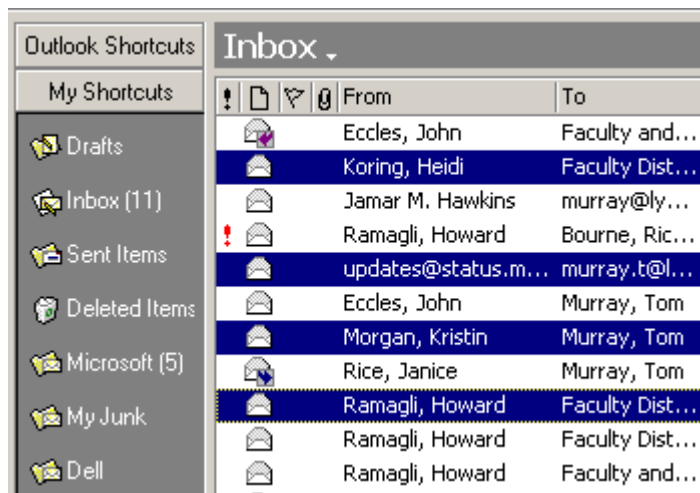 Outlook Shortcuts
My Shortcuts
Drafts
Inbox (11)
Sent Items
Deleted Items
Microsoft (5)
My Junk
Dell
Inbox
! From To
Eccles, John Faculty and...
Koring, Heidi Faculty Dist...
Jamar M. Hawkins murray@ly...
! Ramagli, Howard Bourne, Ric...
updates@status.m... murray.t@l...
Eccles, John Murray, Tom
Morgan, Kristin Murray, Tom
Rice, Janice Murray, Tom
Ramagli, Howard Faculty Dist...
Ramagli, Howard Faculty Dist...
Ramagli, Howard Faculty and...